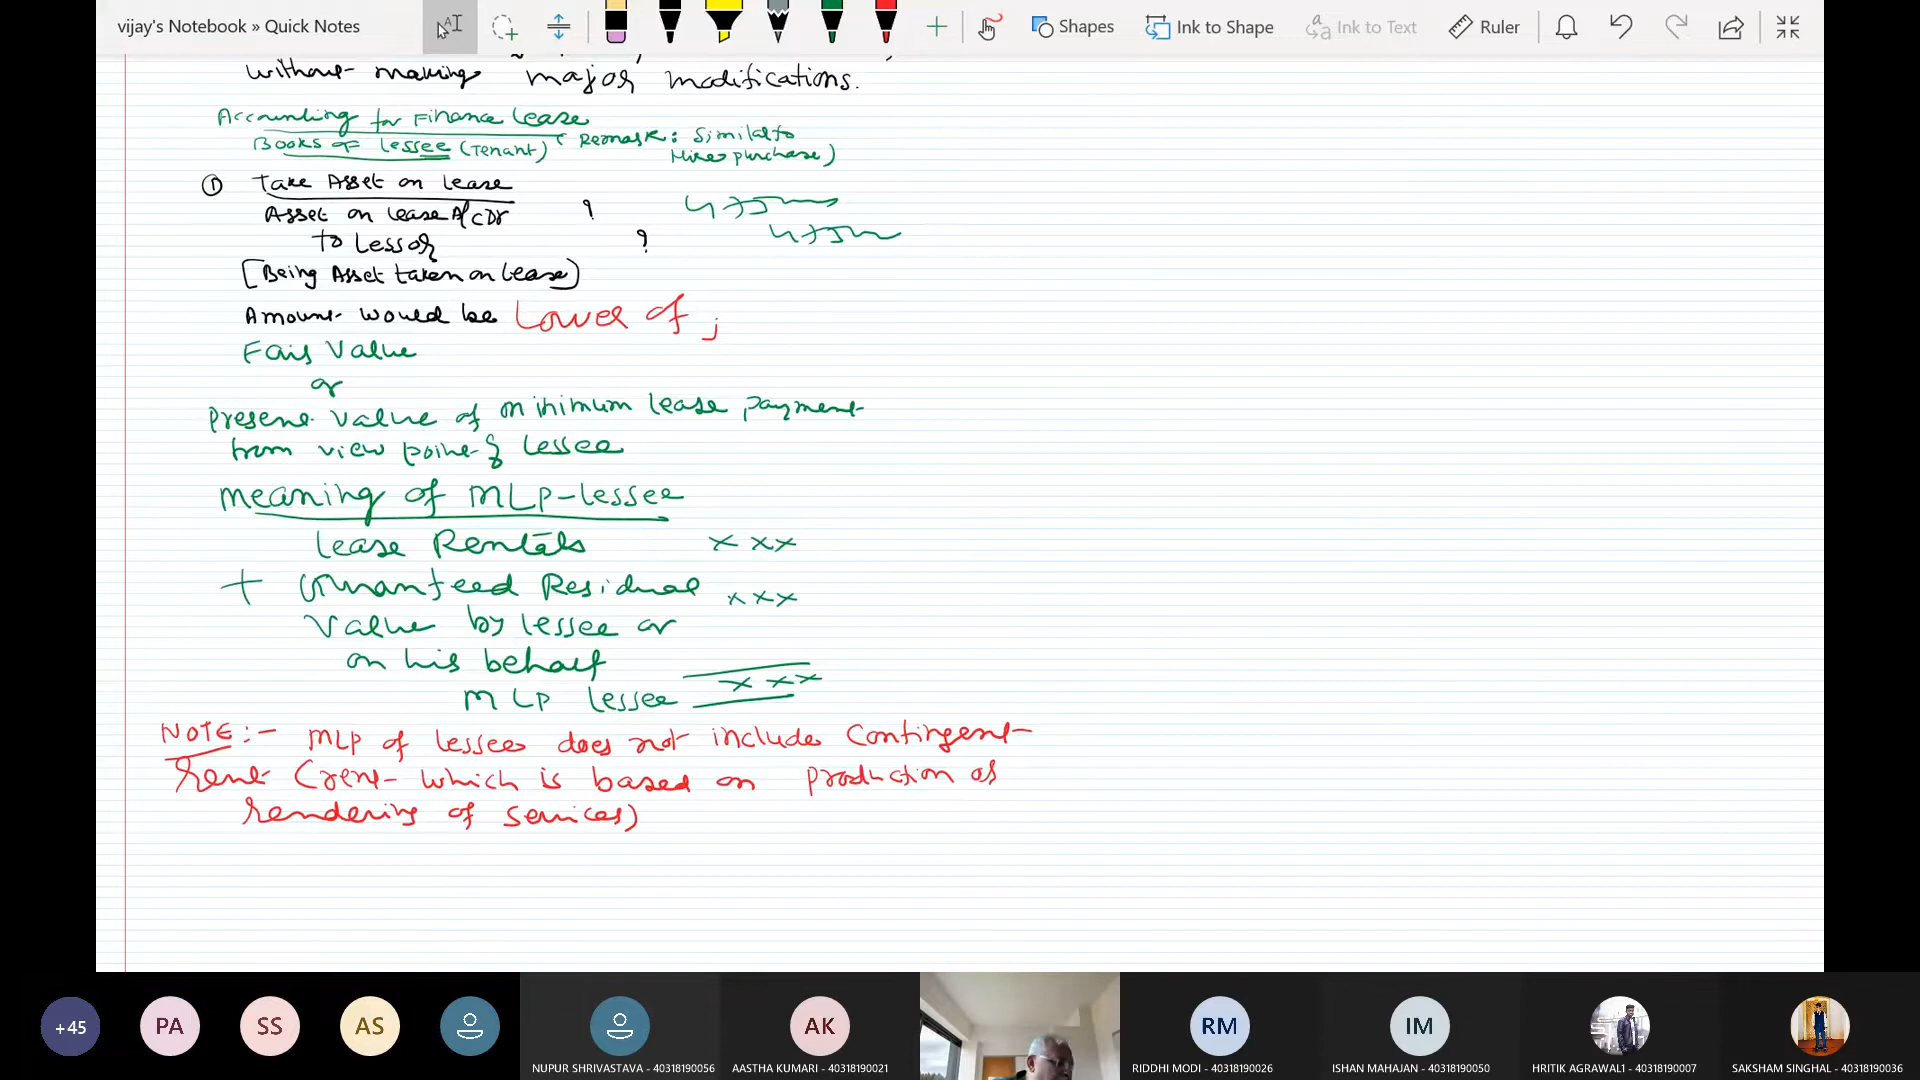 vijay's Notebook » Quick Notes
Shapes
Ink to Shape
Ink to Text
Ruler
without making major modifications.
Accounting for Finance Lease
Books of Lessee (Tenant) (Remark: Similar to
Hire purchase)
① Take Asset on Lease
Asset on Lease A/c Dr ?
To Lessor ?
[Being Asset taken on Lease)
Amount would be Lower of ;
Fair Value
or
Present Value of minimum Lease payment
from view point of Lessee
Meaning of MLP-Lessee
Lease Rentals xxx
+ Guranteed Residual xxx
Value by Lessee or
on his behalf
MLP Lessee xxx
NOTE:- MLP of Lessee does not include Contingent
Rent (rent which is based on production or
rendering of services)
+45
PA
SS
AS
NUPUR SHRIVASTAVA - 40318190056
AK
AASTHA KUMARI - 40318190021
RM
RIDDHI MODI - 40318190026
IM
ISHAN MAHAJAN - 40318190050
HRITIK AGRAWAL1 - 40318190007
SAKSHAM SINGHAL - 40318190036